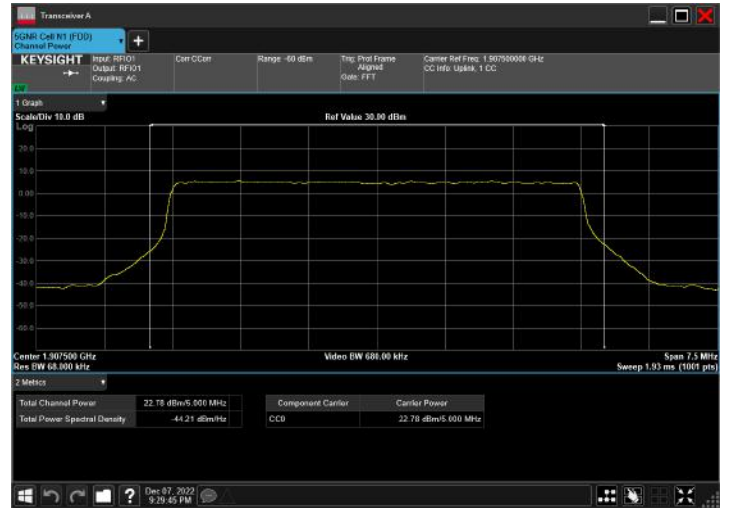 Transceiver A
5GNR Cell N1 (FDD)
Channel Power
KEYSIGHT
Input: RFIO1
Output: RFIO1
Coupling: AC
Corr CCorr
Range -60 dBm
Trig: Prot Frame
Aligned
Gate: FFT
Carrier Ref Freq: 1.907500000 GHz
CC Info: Uplink, 1 CC
1 Graph
Scale/Div 10.0 dB
Ref Value 30.00 dBm
Log
20.0
10.0
0.00
-10.0
-20.0
-30.0
-40.0
-50.0
-60.0
Center 1.907500 GHz
Video BW 680.00 kHz
Span 7.5 MHz
Res BW 68.000 kHz
Sweep 1.93 ms (1001 pts)
2 Metrics
Total Channel Power 22.78 dBm/5.000 MHz
Total Power Spectral Density -44.21 dBm/Hz
Component Carrier Carrier Power
CC0 22.78 dBm/5.000 MHz
Dec 07, 2022
9:29:45 PM